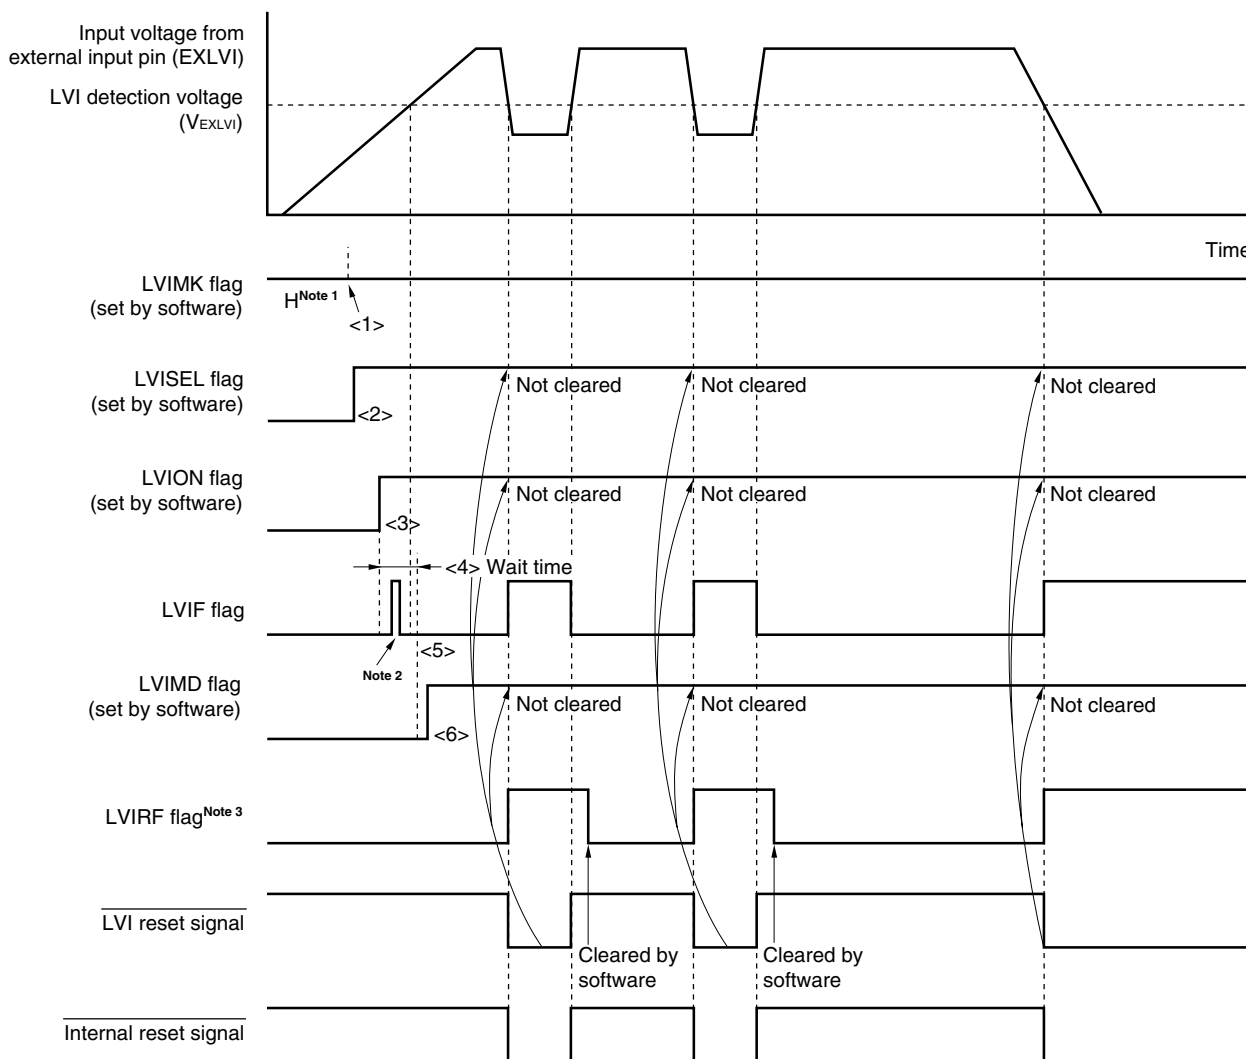 Input voltage from
external input pin (EXLVI)
LVI detection voltage
(VEXLVI)
Time
LVIMK flag
(set by software)
HNote 1
<1>
LVISEL flag
(set by software)
<2>
Not cleared
Not cleared
Not cleared
LVION flag
(set by software)
<3>
Not cleared
Not cleared
Not cleared
<4> Wait time
LVIF flag
Note 2
<5>
LVIMD flag
(set by software)
<6>
Not cleared
Not cleared
Not cleared
LVIRF flagNote 3
LVI reset signal
Cleared by
software
Cleared by
software
Internal reset signal